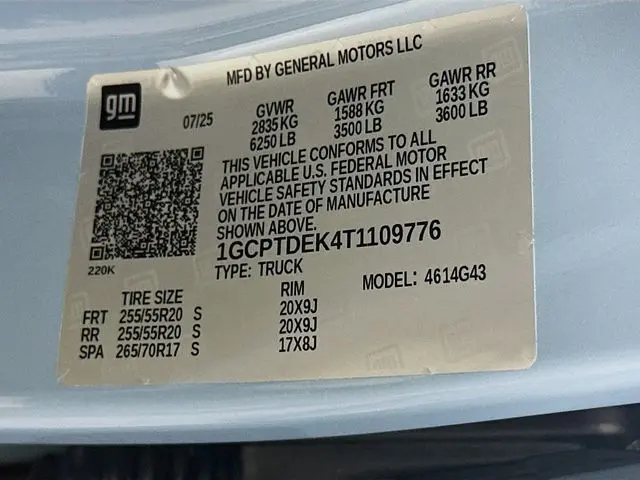 MFD BY GENERAL MOTORS LLC
gm
07/25
GVWR GAWR FRT GAWR RR
2835 KG 1588 KG 1633 KG
6250 LB 3500 LB 3600 LB
THIS VEHICLE CONFORMS TO ALL
APPLICABLE U.S. FEDERAL MOTOR
VEHICLE SAFETY STANDARDS IN EFFECT
ON THE DATE OF MANUFACTURE
SHOWN ABOVE.
220K
1GCPTDEK4T1109776
TYPE: TRUCK MODEL: 4614G43
TIRE SIZE RIM
FRT 255/55R20 S 20X9J
RR 255/55R20 S 20X9J
SPA 265/70R17 S 17X8J